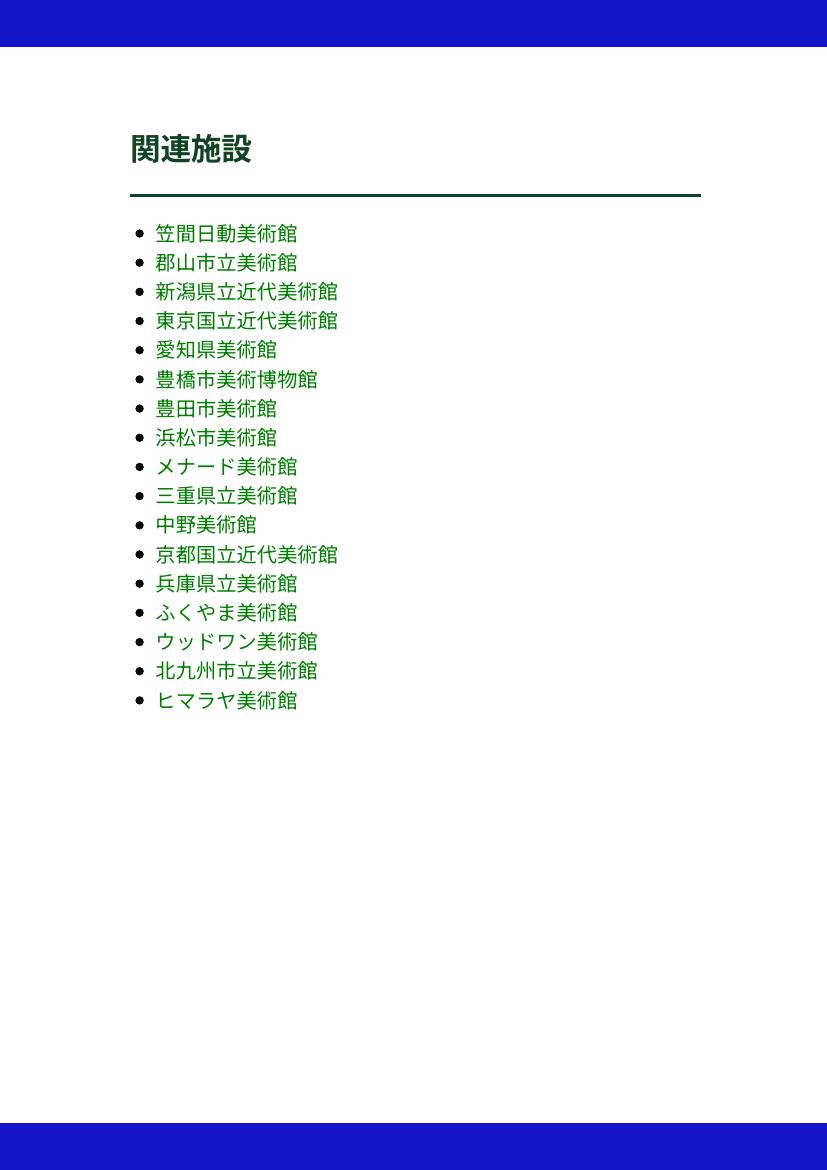 関連施設
笠間日動美術館
郡山市立美術館
新潟県立近代美術館
東京国立近代美術館
愛知県美術館
豊橋市美術博物館
豊田市美術館
浜松市美術館
メナード美術館
三重県立美術館
中野美術館
京都国立近代美術館
兵庫県立美術館
ふくやま美術館
ウッドワン美術館
北九州市立美術館
ヒマラヤ美術館